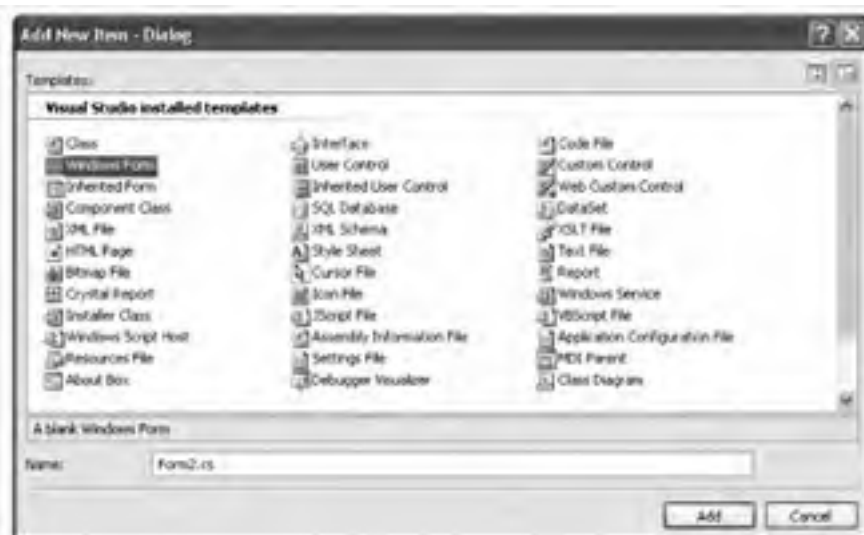 Add New Item - Dialog
Templates:
Visual Studio installed templates
Class
Interface
Code File
Windows Form
User Control
Custom Control
Inherited Form
Inherited User Control
Web Custom Control
Component Class
SQL Database
DataSet
XML File
XML Schema
XSLT File
HTML Page
Style Sheet
Text File
Bitmap File
Cursor File
Report
Crystal Report
Icon File
Windows Service
Installer Class
JScript File
VBScript File
Windows Script Host
Assembly Information File
Application Configuration File
Resources File
Settings File
MDI Parent
About Box
Debugger Visualizer
Class Diagram
A blank Windows Form
Name:
Form2.cs
Add
Cancel